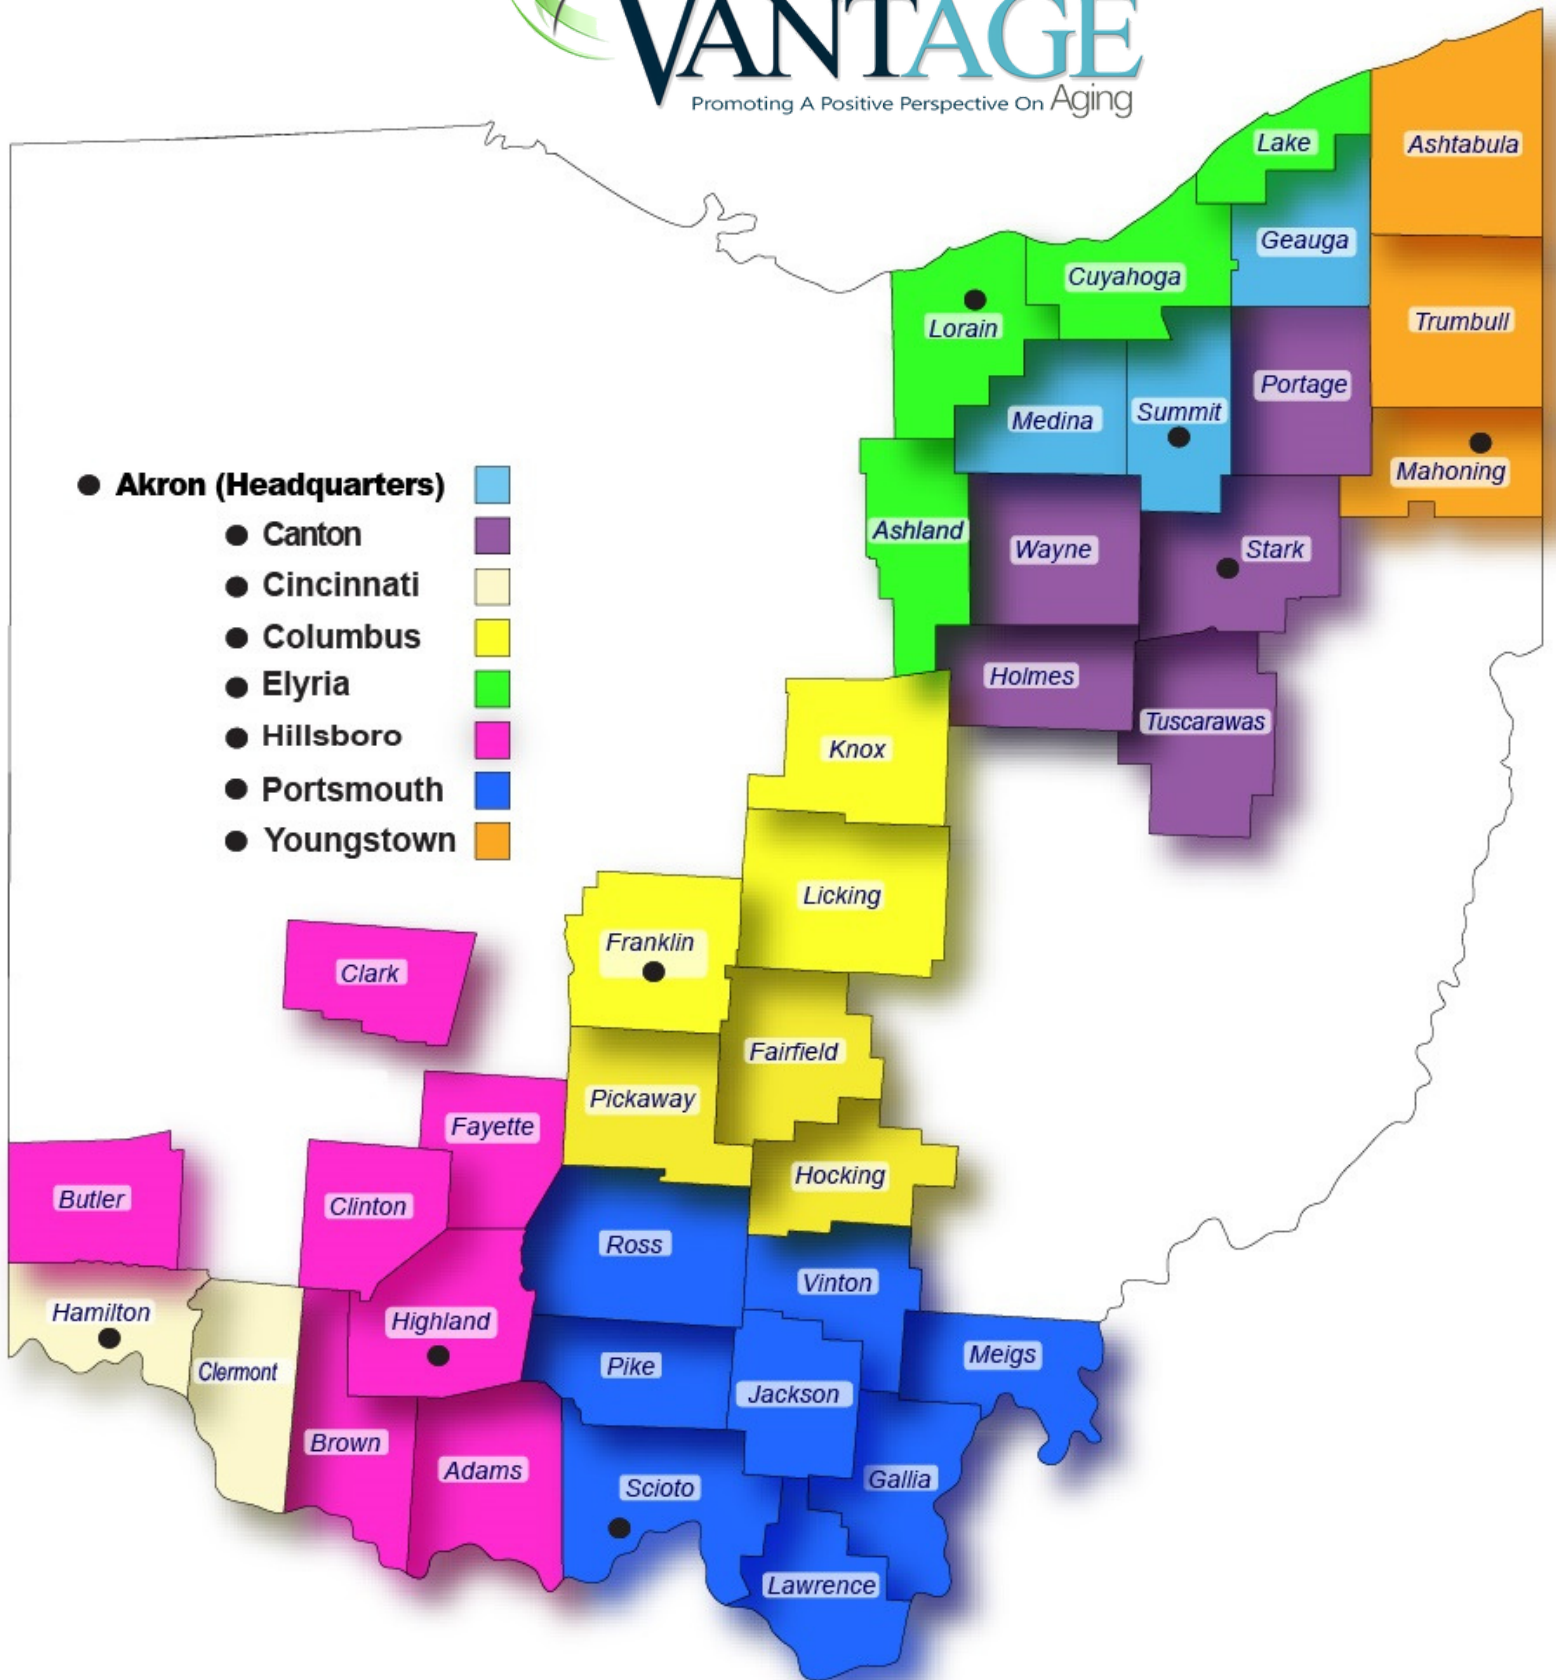 VANTAGE
Promoting A Positive Perspective On Aging
Lake
Ashtabula
Geauga
Cuyahoga
Lorain
Trumbull
Portage
Medina
Summit
Mahoning
Akron (Headquarters)
Canton
Cincinnati
Columbus
Elyria
Hillsboro
Portsmouth
Youngstown
Ashland
Wayne
Stark
Holmes
Tuscarawas
Knox
Licking
Franklin
Clark
Fairfield
Pickaway
Fayette
Hocking
Butler
Clinton
Ross
Vinton
Hamilton
Highland
Meigs
Clermont
Pike
Jackson
Brown
Adams
Scioto
Gallia
Lawrence